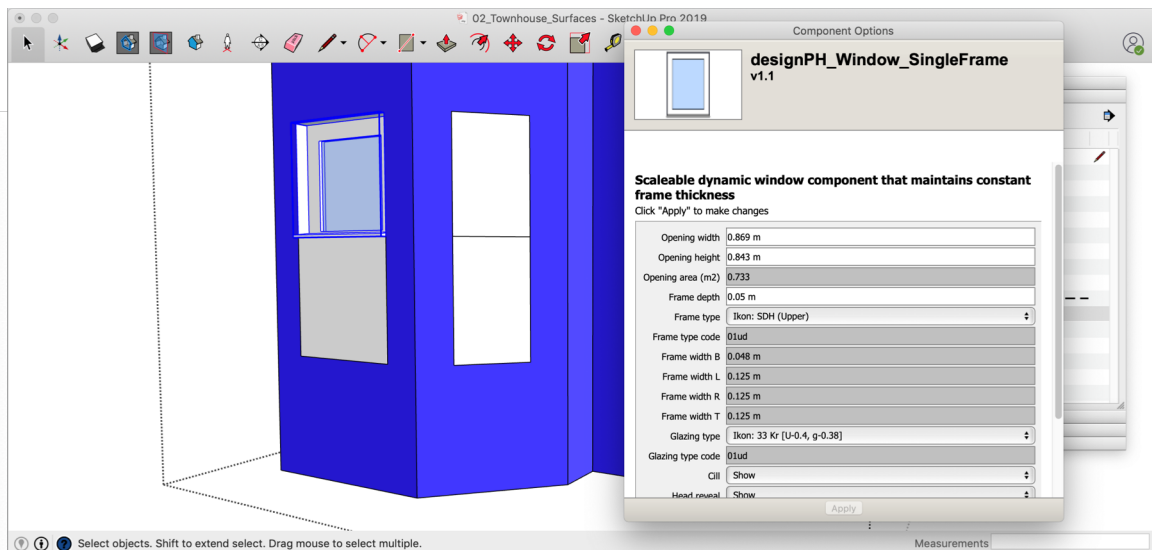 02_Townhouse_Surfaces - SketchUp Pro 2019
Component Options
designPH_Window_SingleFrame
v1.1
Scaleable dynamic window component that maintains constant
frame thickness
Click "Apply" to make changes
Opening width 0.869 m
Opening height 0.843 m
Opening area (m2) 0.733
Frame depth 0.05 m
Frame type Ikon: SDH (Upper)
Frame type code 01ud
Frame width B 0.048 m
Frame width L 0.125 m
Frame width R 0.125 m
Frame width T 0.125 m
Glazing type Ikon: 33 Kr [U-0.4, g-0.38]
Glazing type code 01ud
Cill Show
Head reveal Show
Apply
Select objects. Shift to extend select. Drag mouse to select multiple.
Measurements